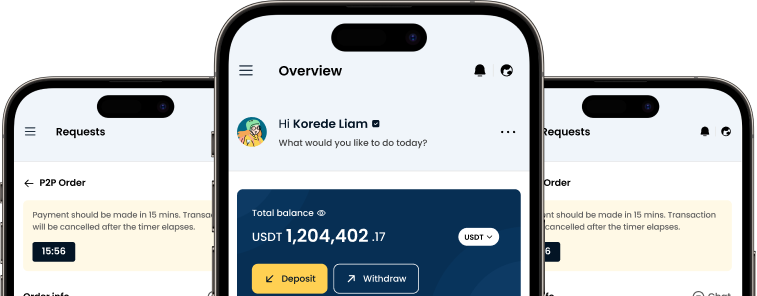 Requests
P2P Order
Payment should be made in 15 mins. Transac
will be cancelled after the timer elapses.
15:56
Order info
Overview
Hi Korede Liam
What would you like to do today?
Total balance
USDT 1,204,402.17
USDT
Deposit
Withdraw
Requests
Order
nt should be made in 15 mins. Transaction
cancelled after the timer elapses.
6
fo
Chat